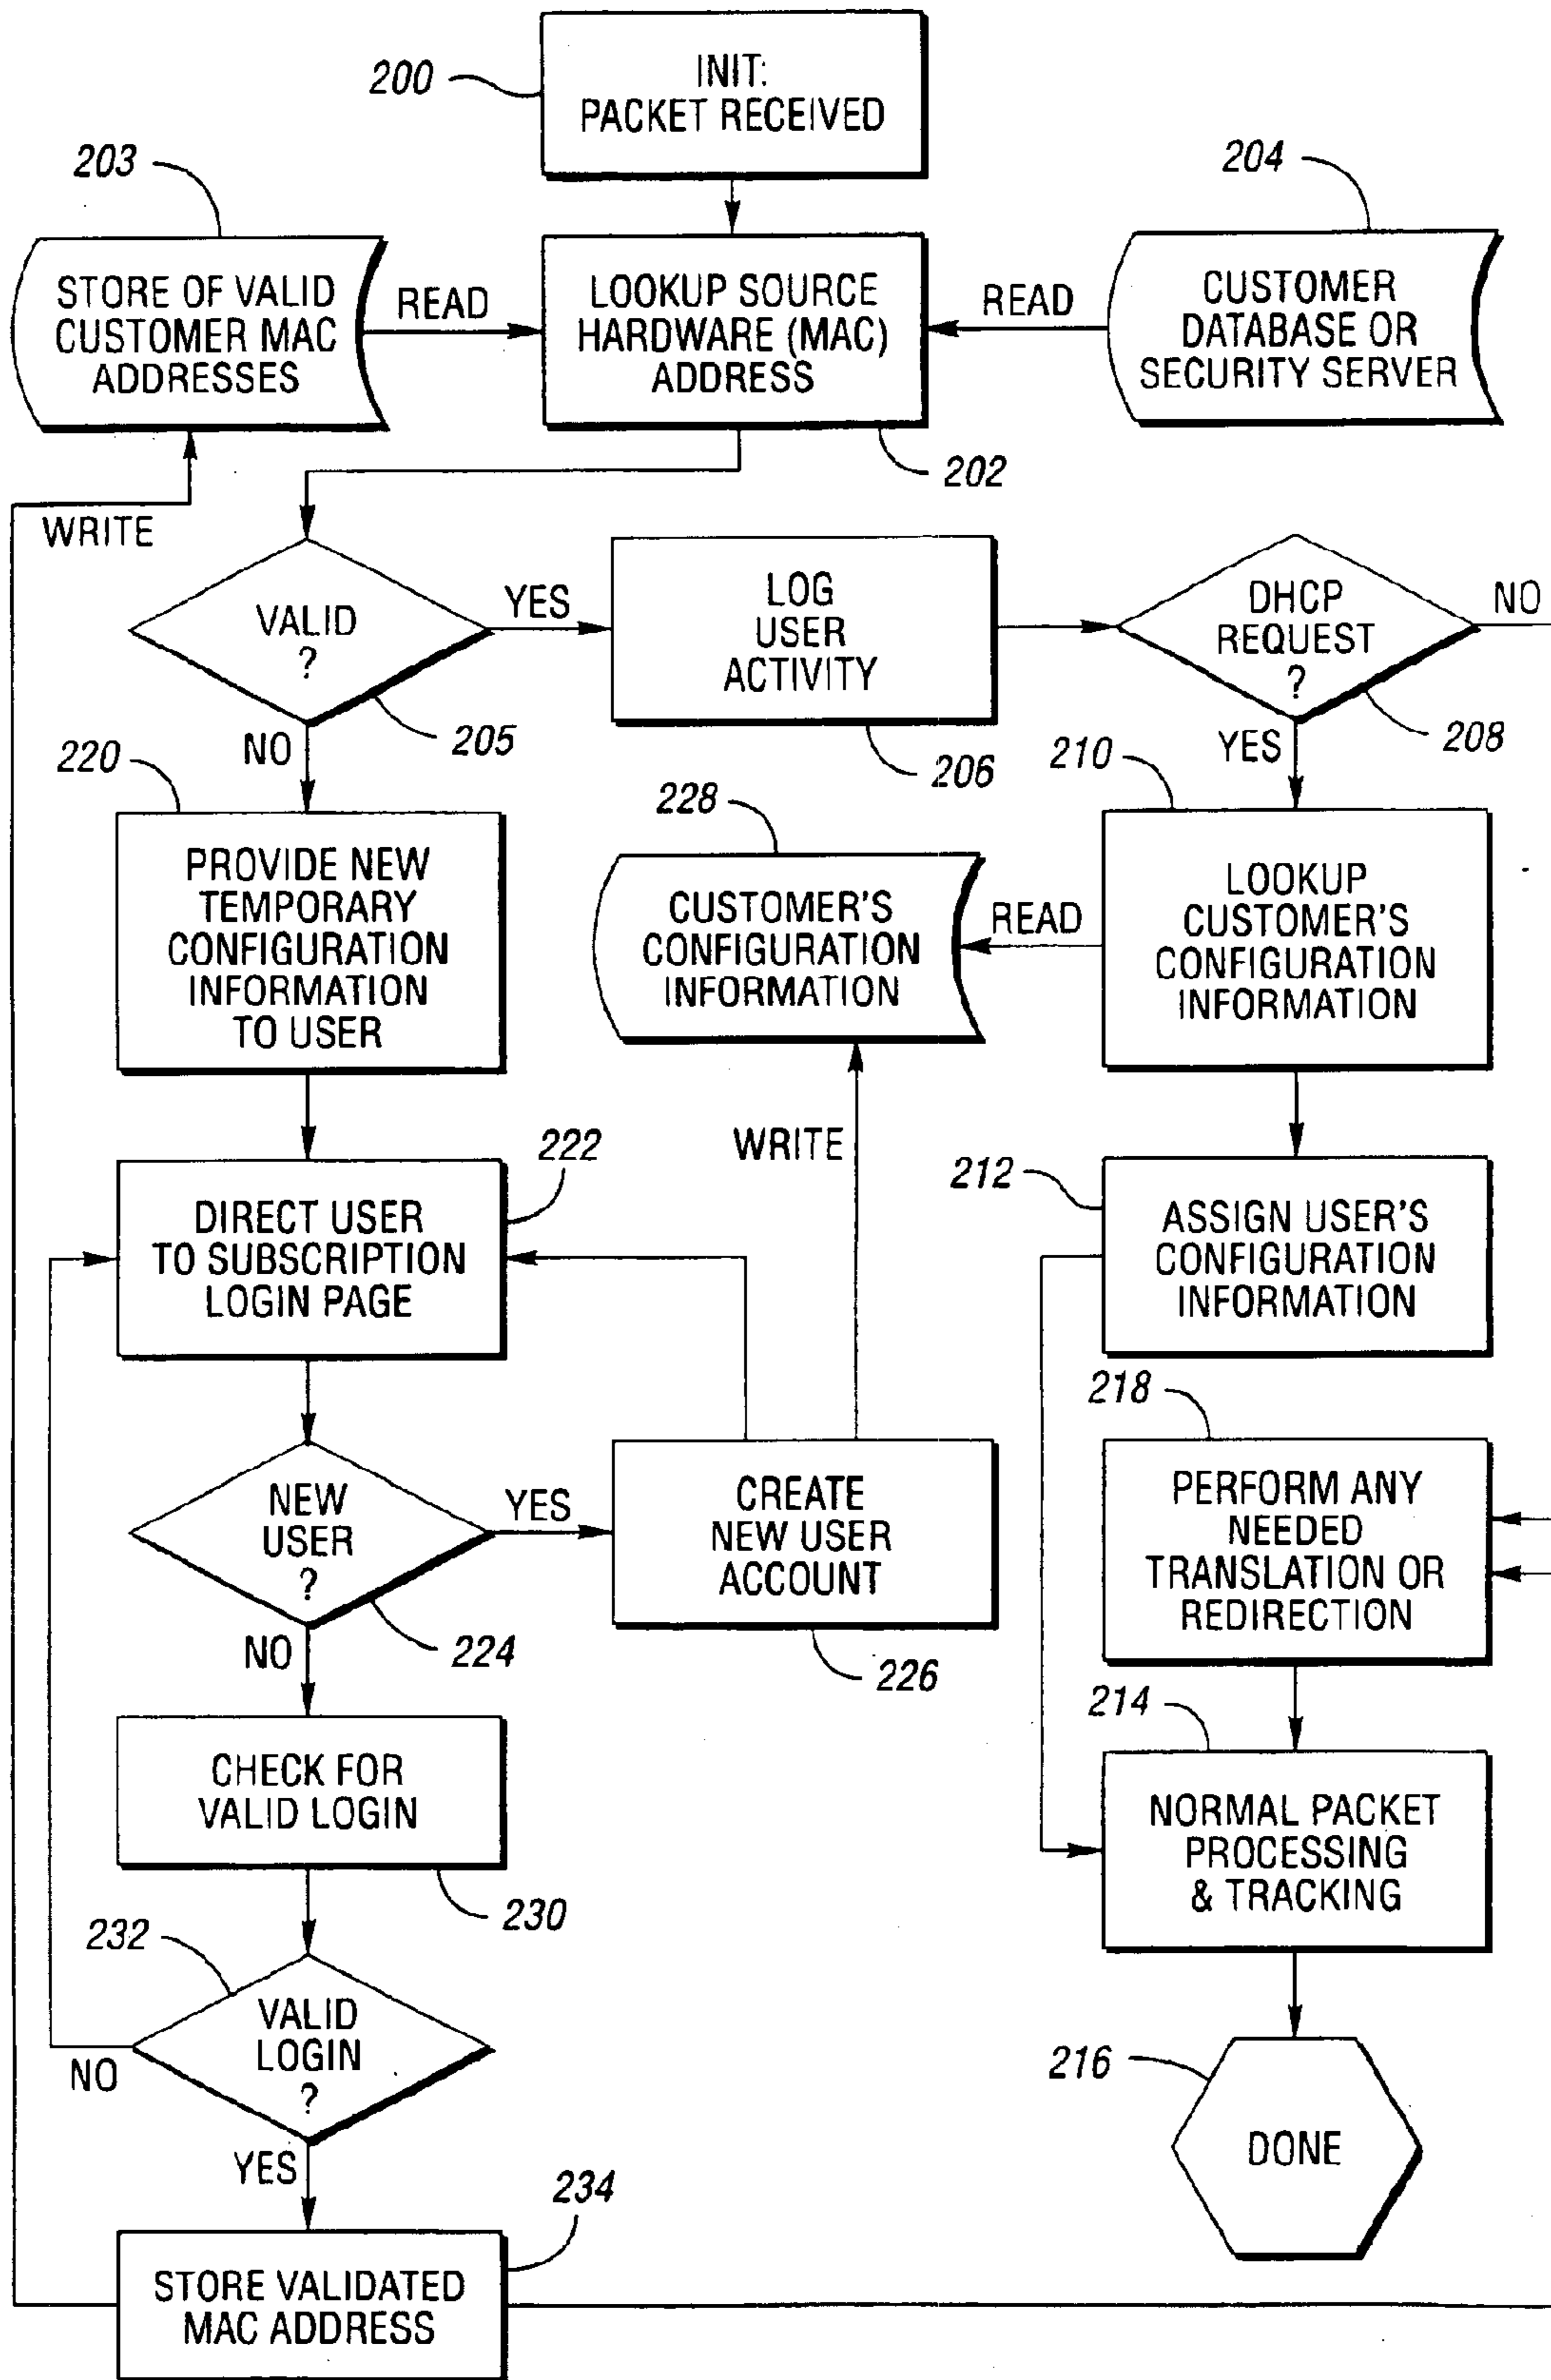 200
INIT:
PACKET RECEIVED
203
204
STORE OF VALID
CUSTOMER MAC
ADDRESSES
READ
LOOKUP SOURCE
HARDWARE (MAC)
ADDRESS
READ
CUSTOMER
DATABASE OR
SECURITY SERVER
202
WRITE
VALID
?
YES
LOG
USER
ACTIVITY
DHCP
REQUEST
?
NO
205
NO
206
208
YES
220
210
228
PROVIDE NEW
TEMPORARY
CONFIGURATION
INFORMATION
TO USER
CUSTOMER'S
CONFIGURATION
INFORMATION
READ
LOOKUP
CUSTOMER'S
CONFIGURATION
INFORMATION
222
WRITE
212
DIRECT USER
TO SUBSCRIPTION
LOGIN PAGE
ASSIGN USER'S
CONFIGURATION
INFORMATION
218
NEW
USER
?
YES
CREATE
NEW USER
ACCOUNT
PERFORM ANY
NEEDED
TRANSLATION OR
REDIRECTION
224
NO
226
214
CHECK FOR
VALID LOGIN
NORMAL PACKET
PROCESSING
& TRACKING
230
232
VALID
LOGIN
?
NO
216
DONE
YES
234
STORE VALIDATED
MAC ADDRESS